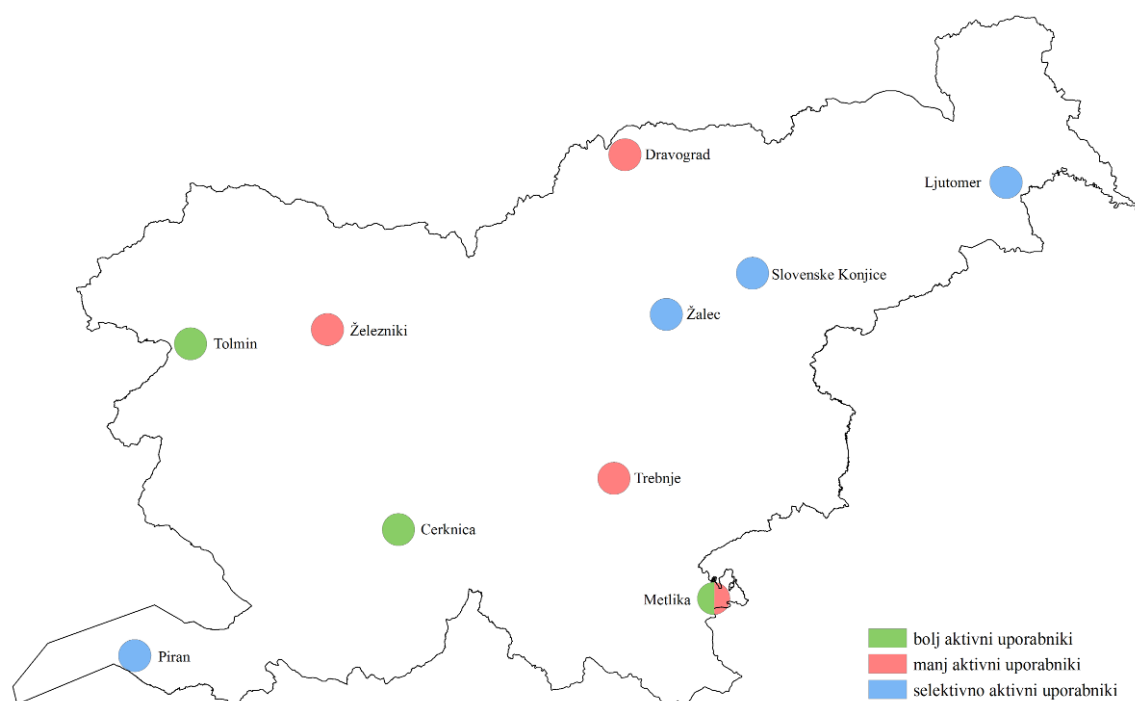 Dravograd
Ljutomer
Slovenske Konjice
Žalec
Železniki
Tolmin
Trebnje
Cerknica
Metlika
Piran
bolj aktivni uporabniki
manj aktivni uporabniki
selektivno aktivni uporabniki